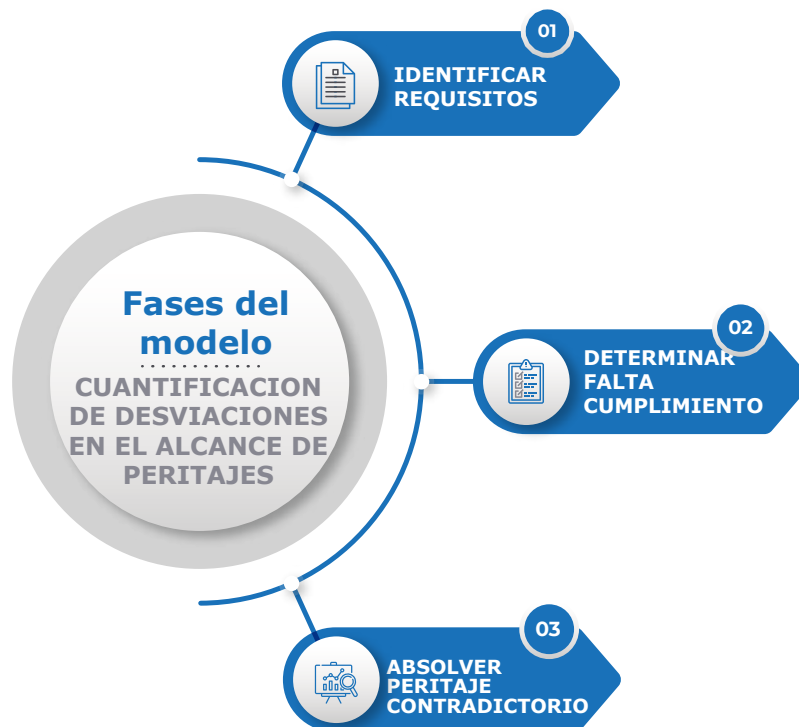 01
IDENTIFICAR
REQUISITOS
Fases del
modelo
CUANTIFICACION
DE DESVIACIONES
EN EL ALCANCE DE
PERITAJES
02
DETERMINAR
FALTA
CUMPLIMIENTO
03
ABSOLVER
PERITAJE
CONTRADICTORIO